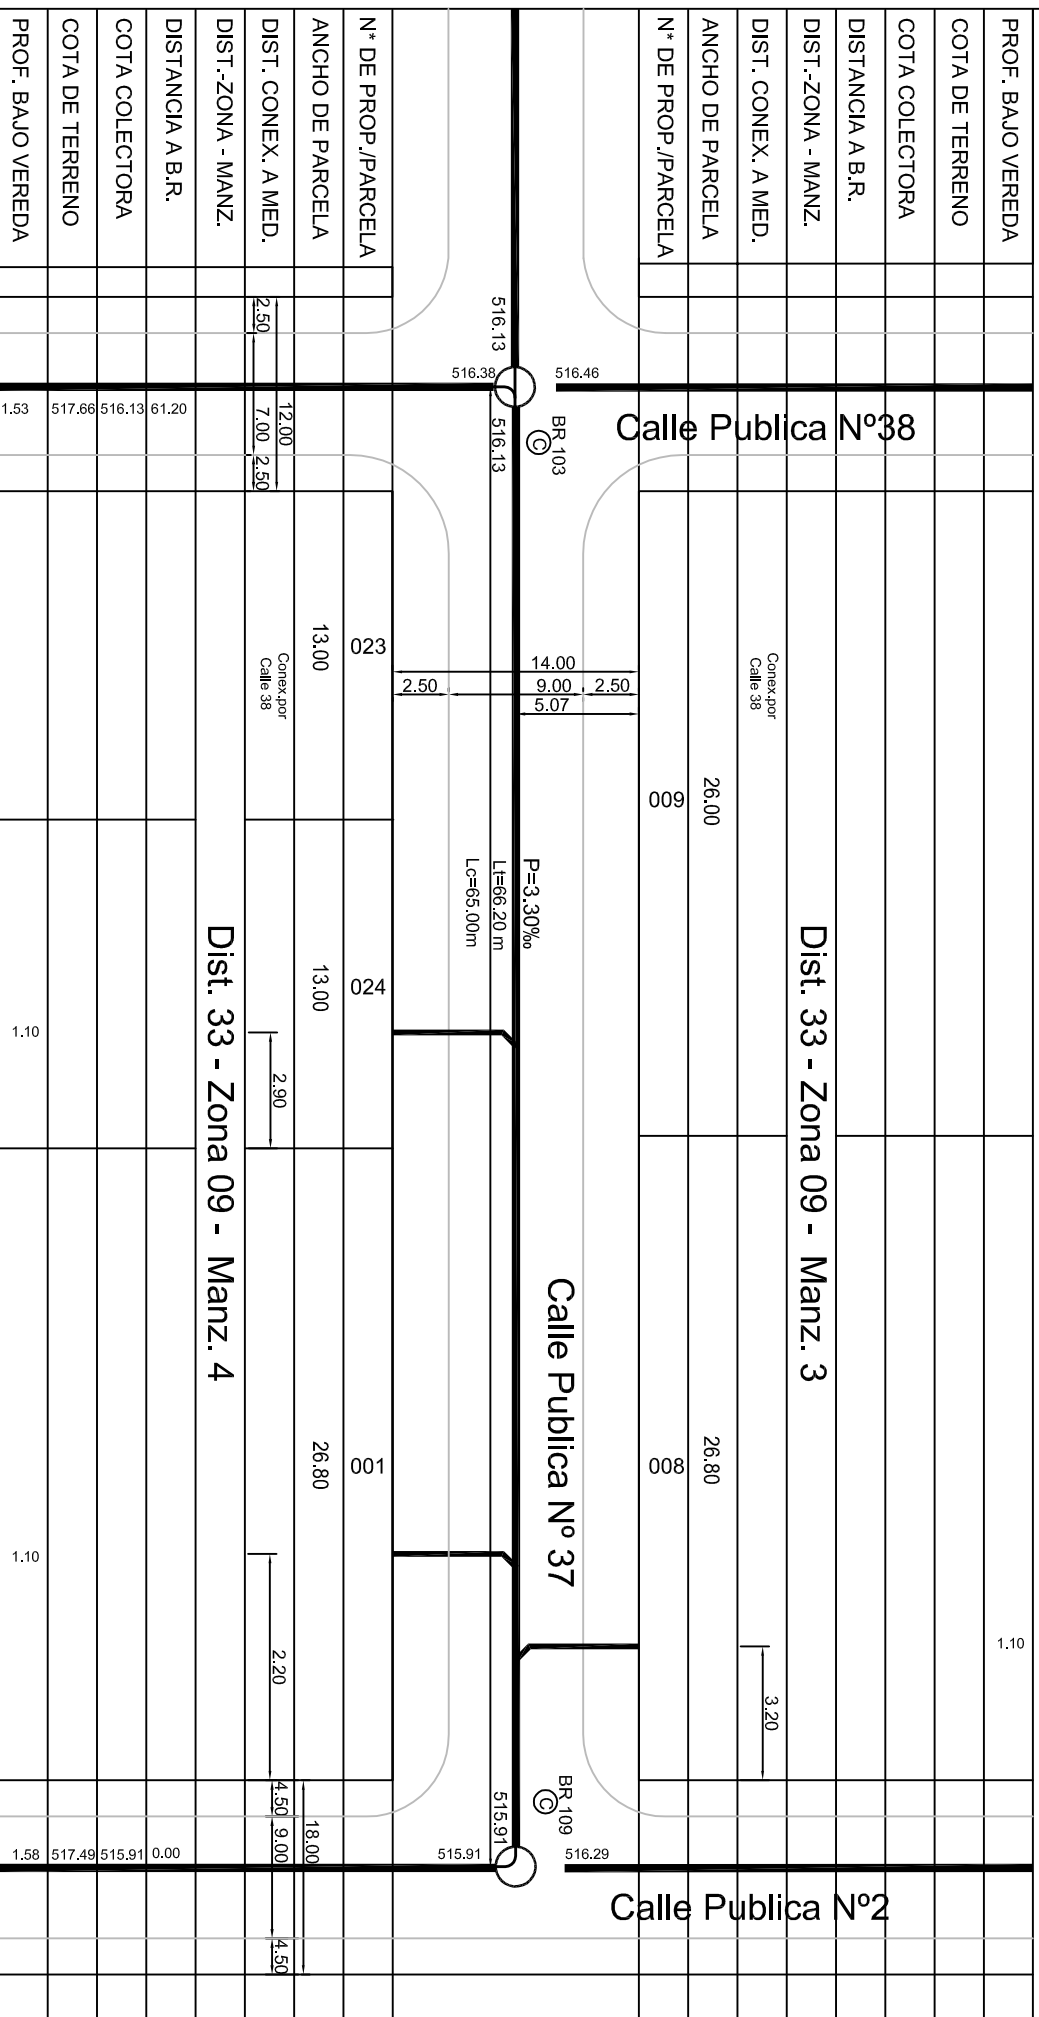 PROF. BAJO VEREDA
COTA DE TERRENO
COTA COLECTORA
DISTANCIA A B.R.
DIST.-ZONA - MANZ.
DIST. CONEX. A MED.
ANCHO DE PARCELA
N* DE PROP./PARCELA
1.10
Dist. 33 - Zona 09 - Manz. 3
Conex.por
Calle 38
3.20
26.00
26.80
009
008
Calle Publica Nº38
Calle Publica Nº 37
Calle Publica Nº2
516.46
516.29
BR 103
C
BR 109
C
14.00
2.50
9.00
2.50
5.07
P=3.30‰
Lt=66.20 m
Lc=65.00m
516.13
516.38
516.13
515.91
515.91
N* DE PROP./PARCELA
023
024
001
ANCHO DE PARCELA
13.00
13.00
26.80
18.00
DIST. CONEX. A MED.
12.00
2.50
7.00
2.50
Conex.por
Calle 38
2.90
2.20
4.50
9.00
4.50
DIST.-ZONA - MANZ.
Dist. 33 - Zona 09 - Manz. 4
DISTANCIA A B.R.
61.20
0.00
COTA COLECTORA
516.13
515.91
COTA DE TERRENO
517.66
517.49
PROF. BAJO VEREDA
1.53
1.10
1.10
1.58